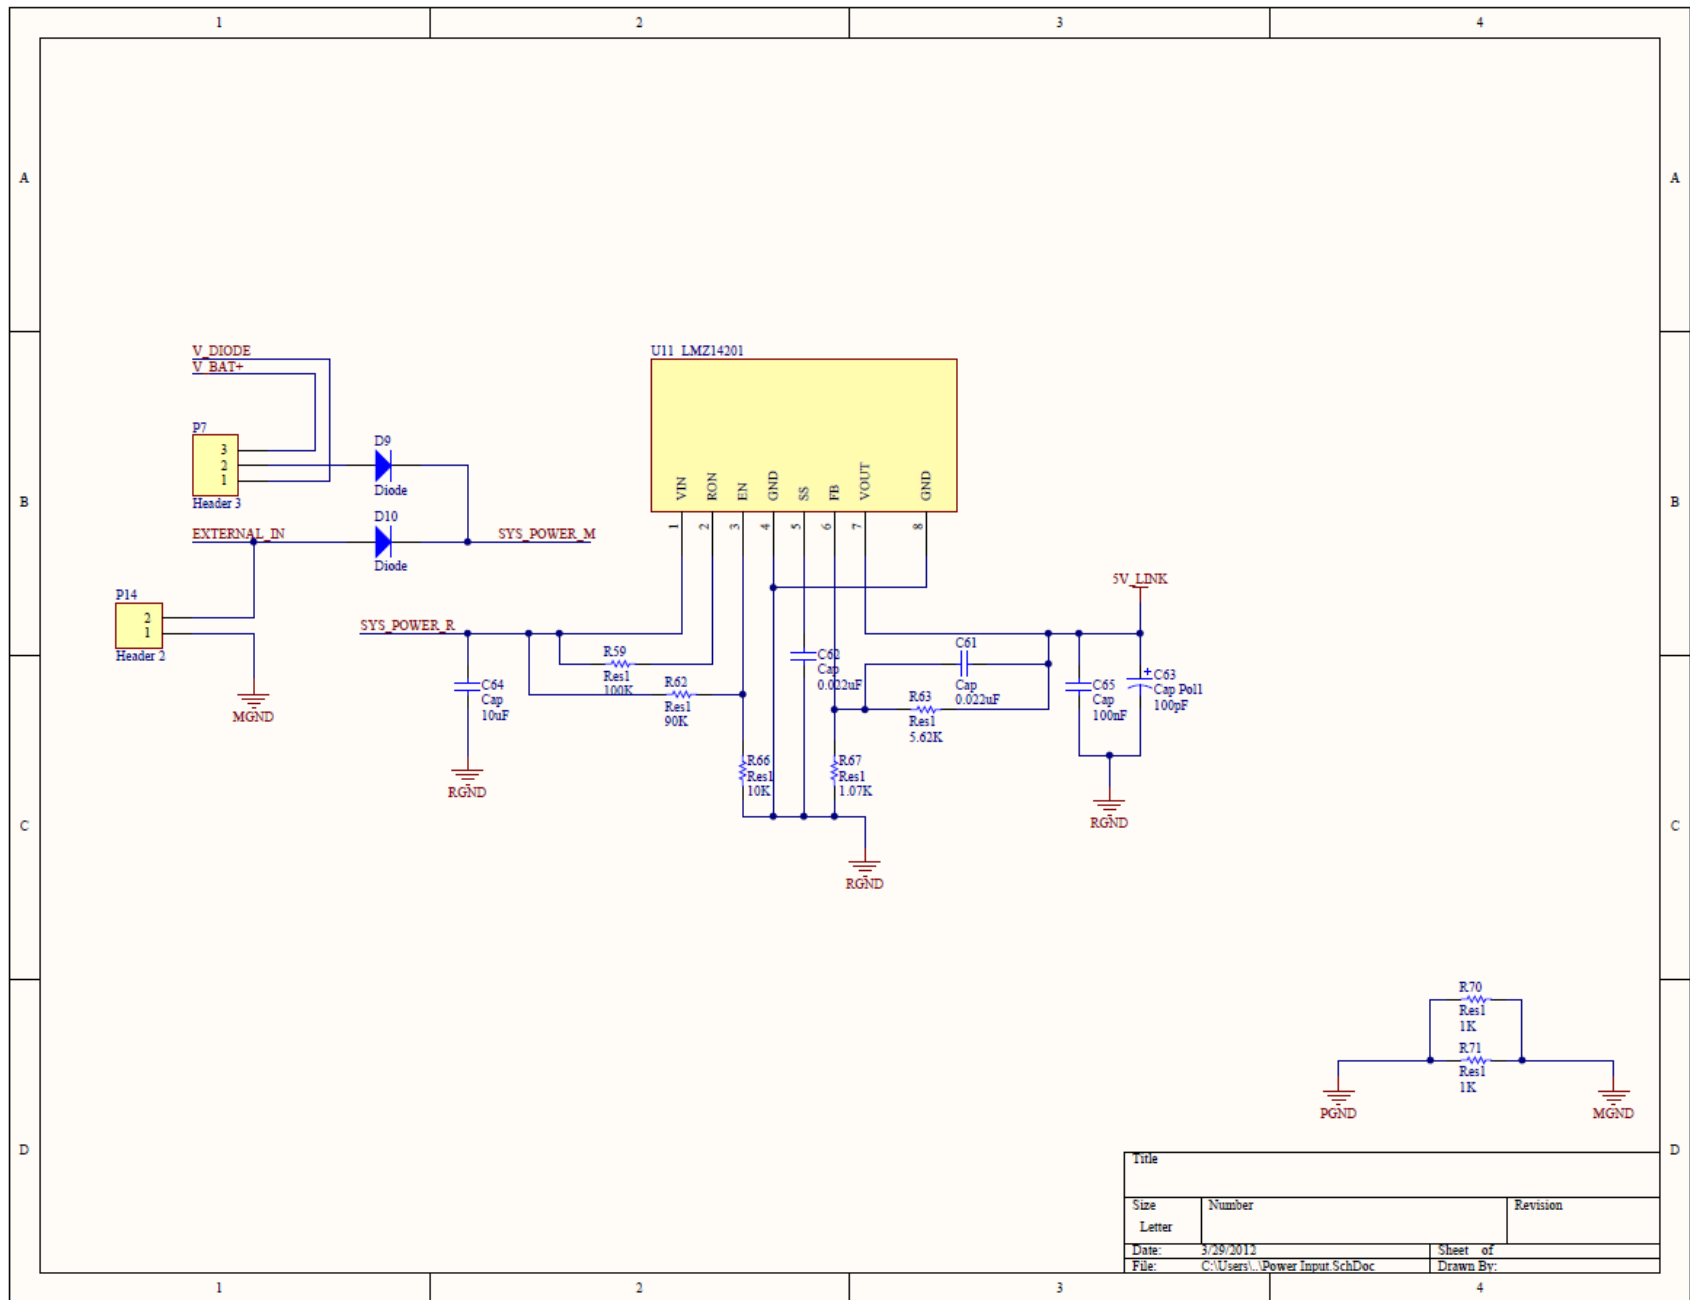 1 2 3 4
A A
V_DIODE
V_BAT+
U11 LMZ14201
P7
3
2
1
Header 3
D9
Diode
VIN RON EN GND SS FB VOUT GND
1 2 3 4 5 6 7 8
B B
D10
Diode
EXTERNAL_IN
SYS_POWER_M
P14
2
1
Header 2
MGND
SYS_POWER_R
5V_LINK
C64
Cap
10uF
RGND
R59
Res1
100K
R62
Res1
90K
C62
Cap
0.022uF
C61
Cap
0.022uF
R63
Res1
5.62K
C65
Cap
100nF
+
C63
Cap Pol1
100pF
R66
Res1
10K
R67
Res1
1.07K
RGND
RGND
C C
R70
Res1
1K
R71
Res1
1K
PGND
MGND
D D
Title
Size
Letter
Number
Revision
Date: 3/29/2012 Sheet of
File: C:\Users\..\Power Input.SchDoc Drawn By:
1 2 3 4